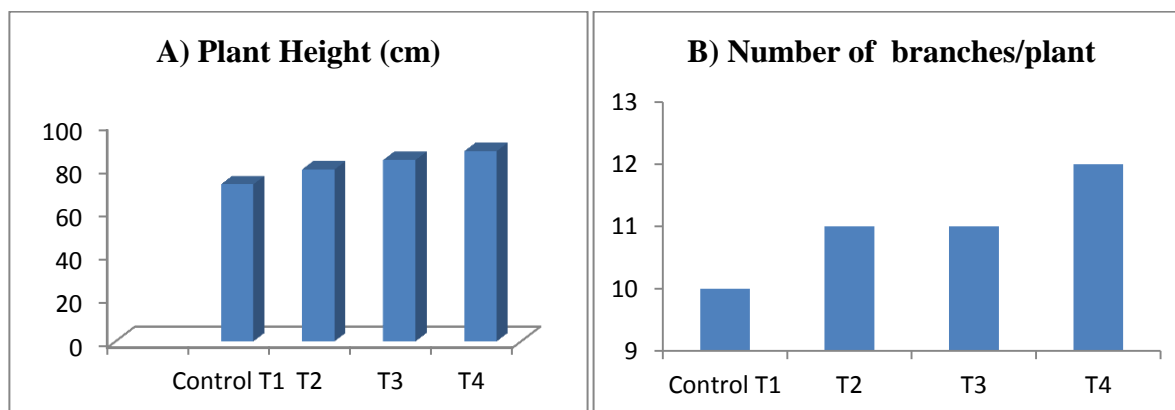 A) Plant Height (cm)
100
80
60
40
20
0
Control T1 T2 T3 T4
B) Number of branches/plant
13
12
11
10
9
Control T1 T2 T3 T4